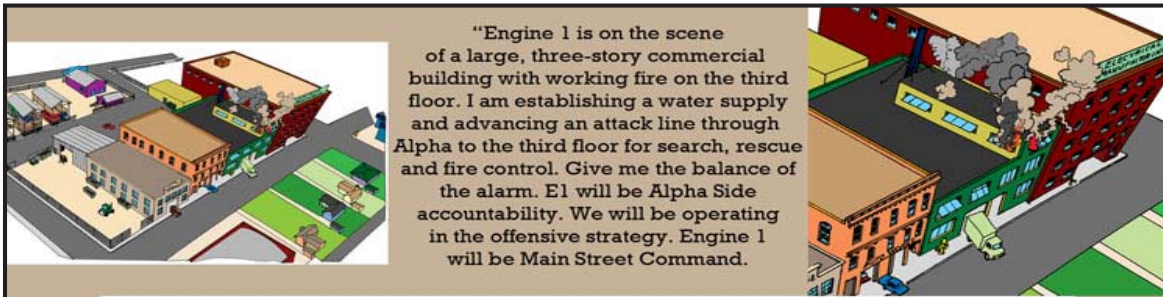 “Engine 1 is on the scene
of a large, three-story commercial
building with working fire on the third
floor. I am establishing a water supply
and advancing an attack line through
Alpha to the third floor for search, rescue
and fire control. Give me the balance of
the alarm. E1 will be Alpha Side
accountability. We will be operating
in the offensive strategy. Engine 1
will be Main Street Command.